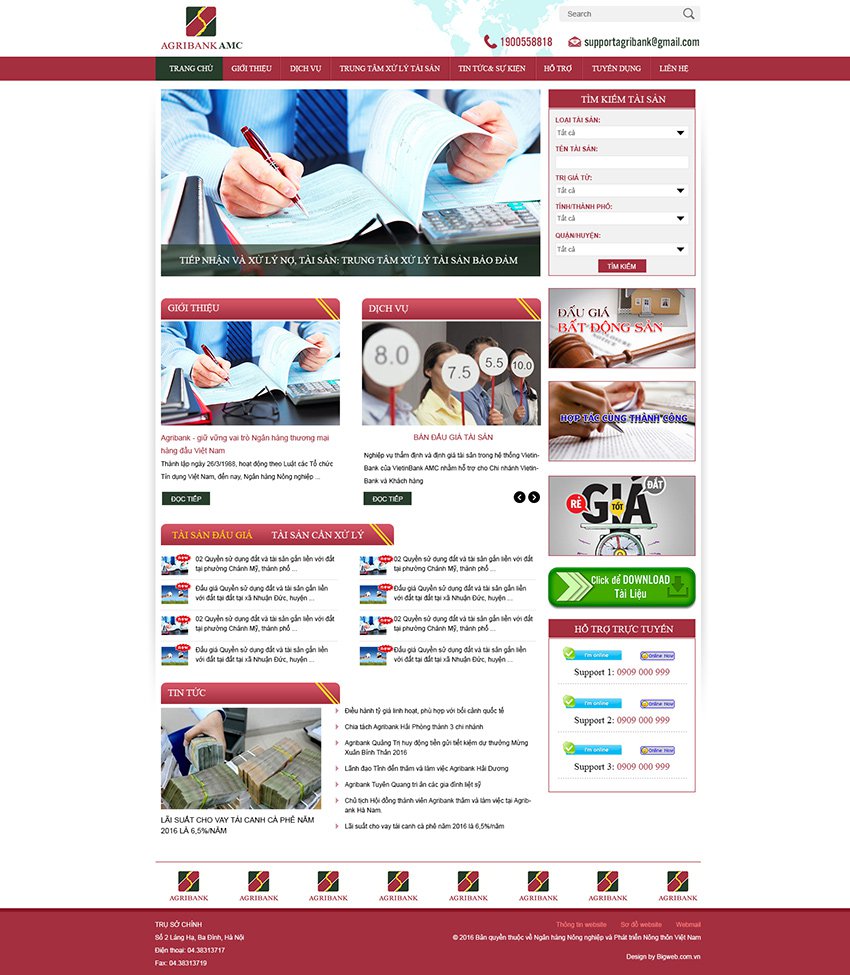 AGRIBANK AMC
Search
1900558818
supportagribank@gmail.com
TRANG CHỦ
GIỚI THIỆU
DỊCH VỤ
TRUNG TÂM XỬ LÝ TÀI SẢN
TIN TỨC& SỰ KIỆN
HỖ TRỢ
TUYỂN DỤNG
LIÊN HỆ
TIẾP NHẬN VÀ XỬ LÝ NỢ, TÀI SẢN: TRUNG TÂM XỬ LÝ TÀI SẢN BẢO ĐẢM
TÌM KIẾM TÀI SẢN
LOẠI TÀI SẢN:
Tất cả
TÊN TÀI SẢN:
TRỊ GIÁ TỪ:
Tất cả
TỈNH/THÀNH PHỐ:
Tất cả
QUẬN/HUYỆN:
Tất cả
TÌM KIẾM
GIỚI THIỆU
Agribank - giữ vững vai trò Ngân hàng thương mại
hàng đầu Việt Nam
Thành lập ngày 26/3/1988, hoạt động theo Luật các Tổ chức
Tín dụng Việt Nam, đến nay, Ngân hàng Nông nghiệp ...
ĐỌC TIẾP
DỊCH VỤ
8.0
7.5
5.5
10.0
BÁN ĐẤU GIÁ TÀI SẢN
Nghiệp vụ thẩm định và định giá tài sản trong hệ thống Vietin-
Bank của VietinBank AMC nhằm hỗ trợ cho Chi nhánh Vietin-
Bank và Khách hàng
ĐỌC TIẾP
ĐẤU GIÁ
BẤT ĐỘNG SẢN
HỢP TÁC CÙNG THÀNH CÔNG
RẺ
GIÁ
TỐT
ĐẮT
Click để DOWNLOAD
Tài Liệu
TÀI SẢN ĐẤU GIÁ
TÀI SẢN CẦN XỬ LÝ
new
02 Quyền sử dụng đất và tài sản gắn liền với đất
tại phường Chánh Mỹ, thành phố ...
new
Đấu giá Quyền sử dụng đất và tài sản gắn liền
với đất tại đất tại xã Nhuận Đức, huyện ...
new
02 Quyền sử dụng đất và tài sản gắn liền với đất
tại phường Chánh Mỹ, thành phố ...
new
Đấu giá Quyền sử dụng đất và tài sản gắn liền
với đất tại đất tại xã Nhuận Đức, huyện ...
new
02 Quyền sử dụng đất và tài sản gắn liền với đất
tại phường Chánh Mỹ, thành phố ...
new
Đấu giá Quyền sử dụng đất và tài sản gắn liền
với đất tại đất tại xã Nhuận Đức, huyện ...
new
02 Quyền sử dụng đất và tài sản gắn liền với đất
tại phường Chánh Mỹ, thành phố ...
new
Đấu giá Quyền sử dụng đất và tài sản gắn liền
với đất tại đất tại xã Nhuận Đức, huyện ...
HỖ TRỢ TRỰC TUYẾN
I'm online
Online Now
Support 1: 0909 000 999
I'm online
Online Now
Support 2: 0909 000 999
I'm online
Online Now
Support 3: 0909 000 999
TIN TỨC
LÃI SUẤT CHO VAY TÁI CANH CÀ PHÊ NĂM
2016 LÀ 6,5%/NĂM
Điều hành tỷ giá linh hoạt, phù hợp với bối cảnh quốc tế
Chia tách Agribank Hải Phòng thành 3 chi nhánh
Agribank Quảng Trị huy động tiền gửi tiết kiệm dự thưởng Mừng
Xuân Bính Thân 2016
Lãnh đạo Tỉnh đến thăm và làm việc Agribank Hải Dương
Agribank Tuyên Quang tri ân các gia đình liệt sỹ
Chủ tịch Hội đồng thành viên Agribank thăm và làm việc tại Agrib-
ank Hà Nam.
Lãi suất cho vay tái canh cà phê năm 2016 là 6,5%/năm
AGRIBANK
AGRIBANK
AGRIBANK
AGRIBANK
AGRIBANK
AGRIBANK
AGRIBANK
AGRIBANK
TRỤ SỞ CHÍNH
Số 2 Láng Hạ, Ba Đình, Hà Nội
Điện thoại: 04.38313717
Fax: 04.38313719
Thông tin website
Sơ đồ website
Webmail
© 2016 Bản quyền thuộc về Ngân hàng Nông nghiệp và Phát triển Nông thôn Việt Nam
Design by Bigweb.com.vn